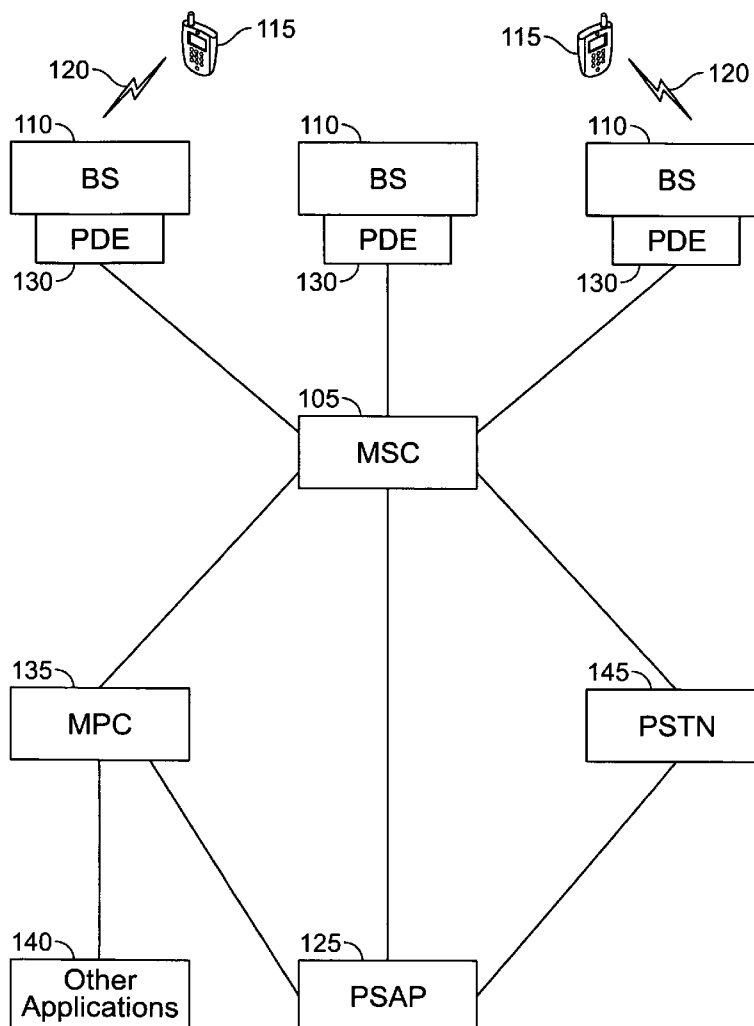 115
115
120
120
110
110
110
BS
BS
BS
PDE
PDE
PDE
130
130
130
105
MSC
135
145
MPC
PSTN
140
125
Other
Applications
PSAP